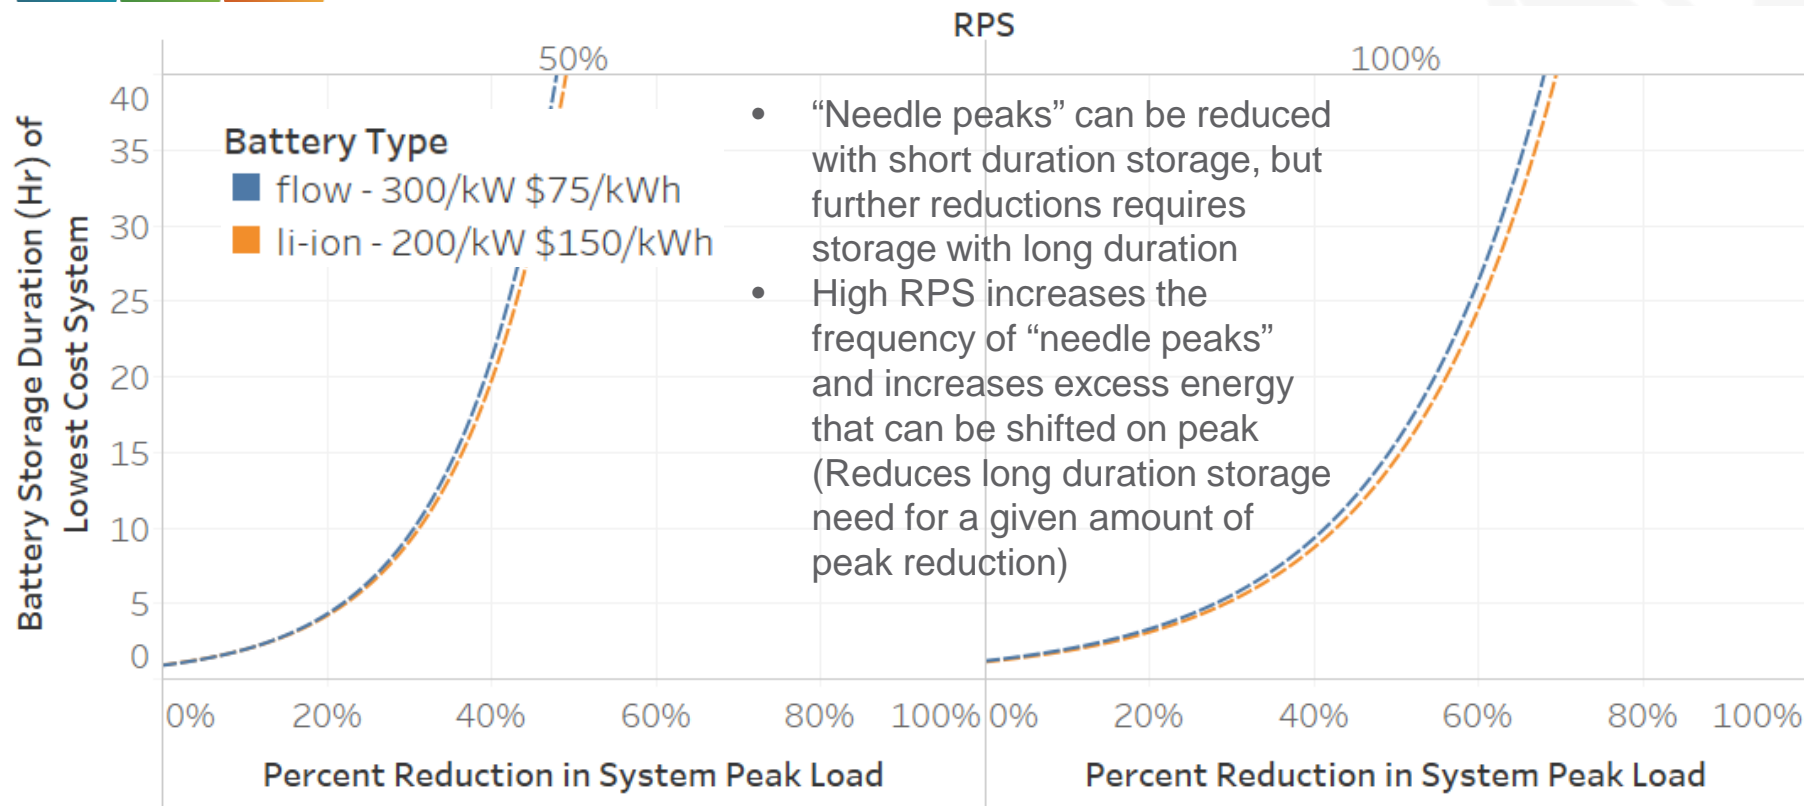 RPS
50%
100%
Battery Storage Duration (Hr) of
Lowest Cost System
40
35
30
25
20
15
10
5
0
Battery Type
flow - 300/kW $75/kWh
li-ion - 200/kW $150/kWh
• “Needle peaks” can be reduced
with short duration storage, but
further reductions requires
storage with long duration
• High RPS increases the
frequency of “needle peaks”
and increases excess energy
that can be shifted on peak
(Reduces long duration storage
need for a given amount of
peak reduction)
0% 20% 40% 60% 80% 100%
0% 20% 40% 60% 80% 100%
Percent Reduction in System Peak Load
Percent Reduction in System Peak Load